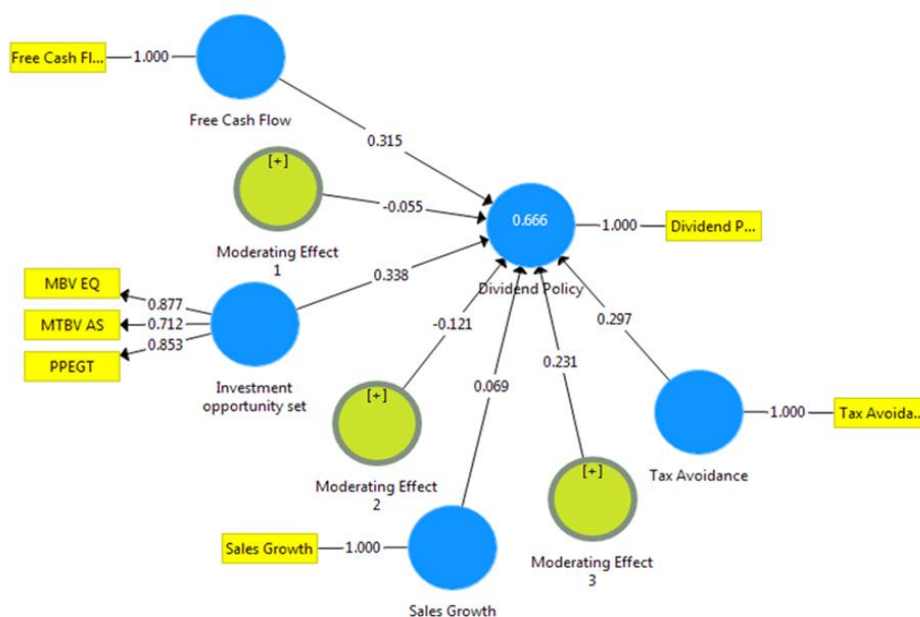 Free Cash Fl...
1.000
Free Cash Flow
0.315
[+]
-0.055
Moderating Effect
1
0.666
1.000
Dividend P...
Dividend Policy
MBV EQ
0.877
MTBV AS
0.712
PPEGT
0.853
0.338
Investment
opportunity set
-0.121
0.297
0.231
0.069
[+]
Moderating Effect
2
1.000
Tax Avoida...
Tax Avoidance
[+]
Moderating Effect
3
Sales Growth
1.000
Sales Growth